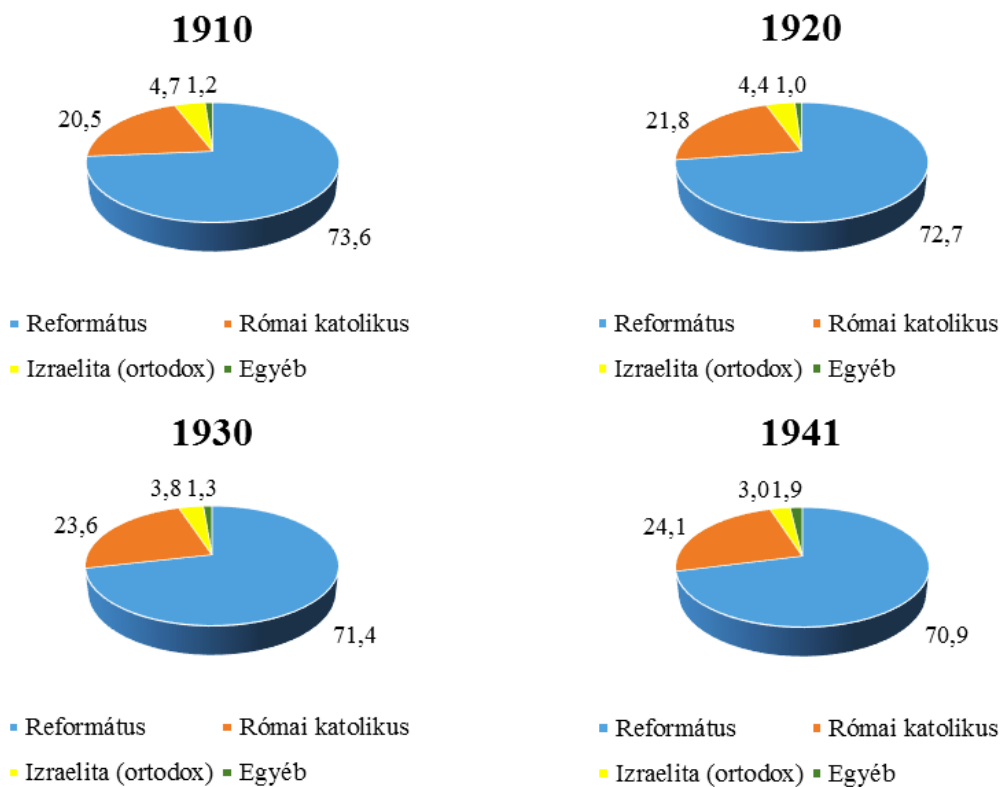 1910
4,7 1,2
20,5
73,6
Református Római katolikus
Izraelita (ortodox) Egyéb
1920
4,4 1,0
21,8
72,7
Református Római katolikus
Izraelita (ortodox) Egyéb
1930
3,8 1,3
23,6
71,4
Református Római katolikus
Izraelita (ortodox) Egyéb
1941
3,0 1,9
24,1
70,9
Református Római katolikus
Izraelita (ortodox) Egyéb